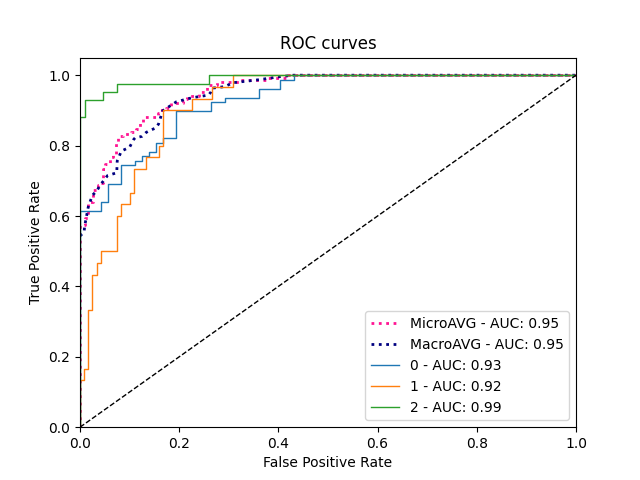 ROC curves
True Positive Rate
1.0
0.8
0.6
0.4
0.2
0.0
0.0 0.2 0.4 0.6 0.8 1.0
False Positive Rate
MicroAVG - AUC: 0.95
MacroAVG - AUC: 0.95
0 - AUC: 0.93
1 - AUC: 0.92
2 - AUC: 0.99